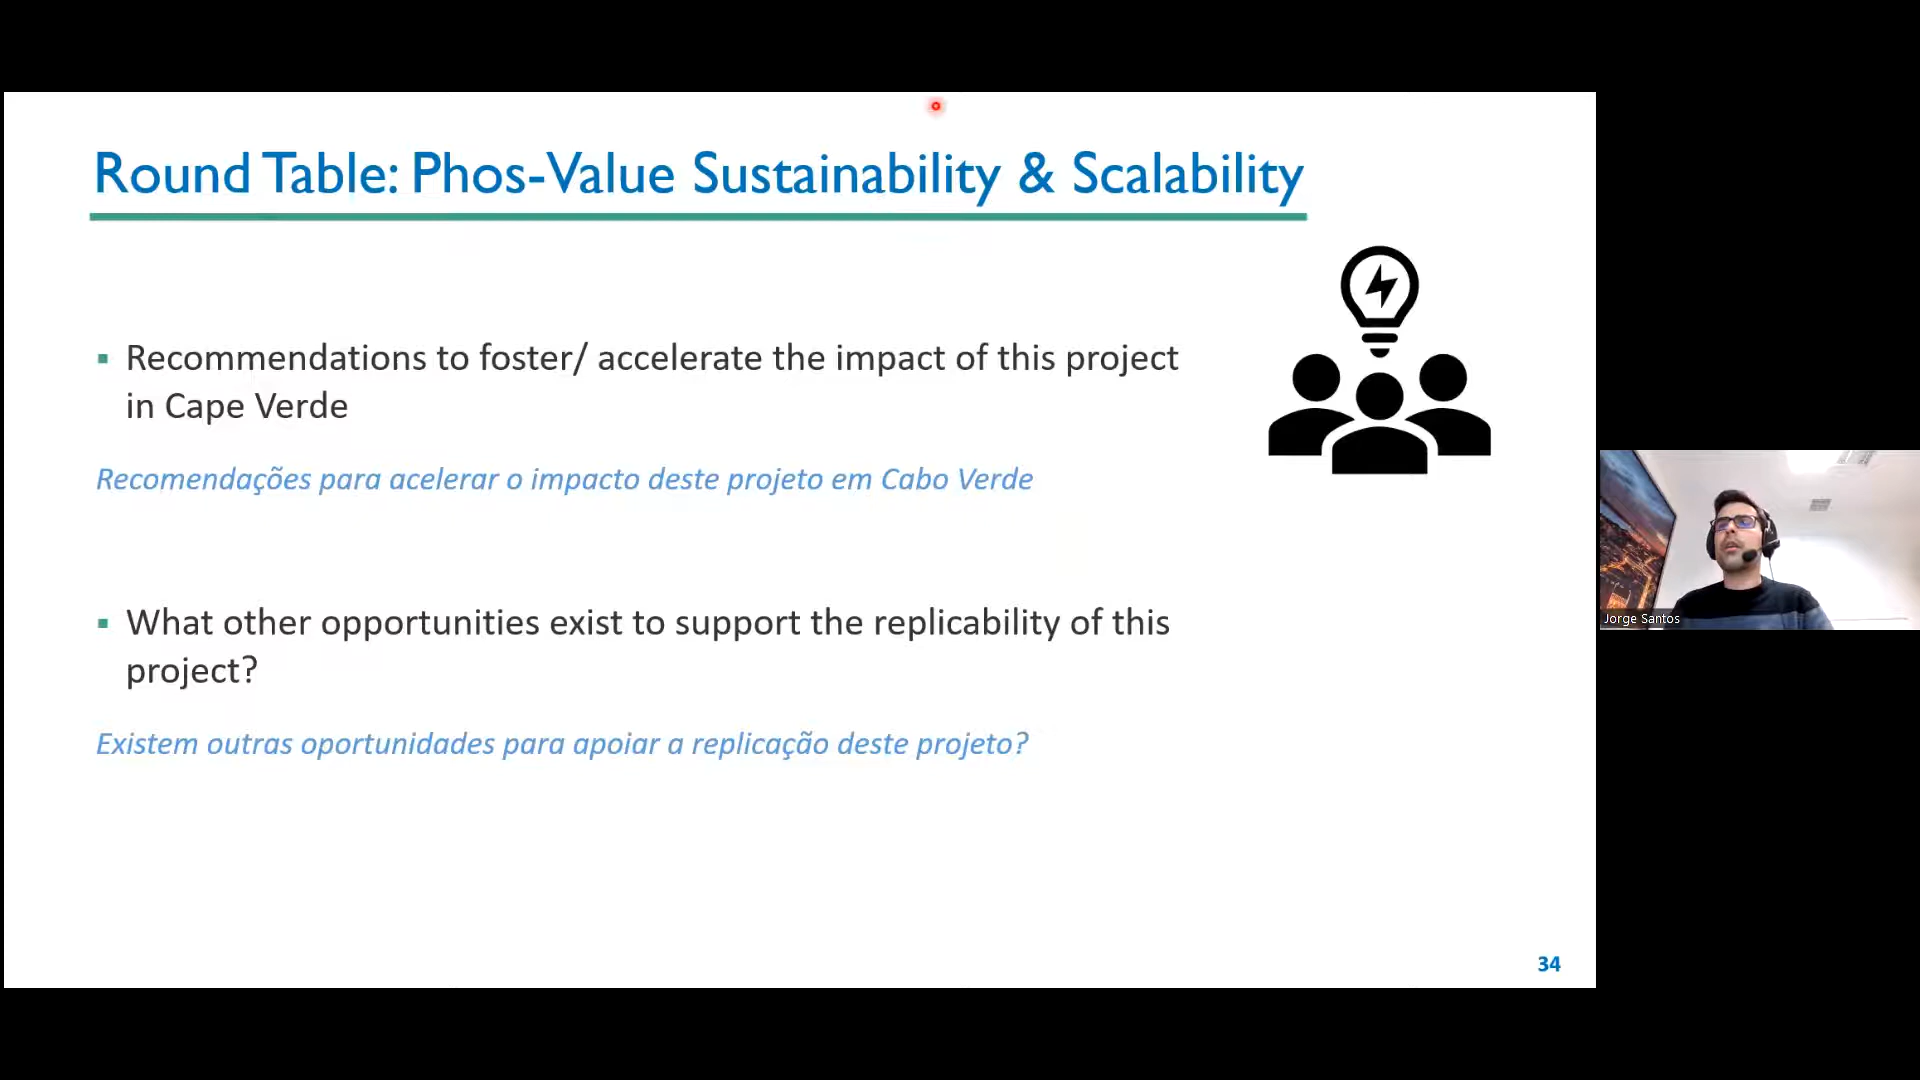 Round Table: Phos-Value Sustainability & Scalability
▪ Recommendations to foster/ accelerate the impact of this project
in Cape Verde
Recomendações para acelerar o impacto deste projeto em Cabo Verde
▪ What other opportunities exist to support the replicability of this
project?
Existem outras oportunidades para apoiar a replicação deste projeto?
34
Jorge Santos